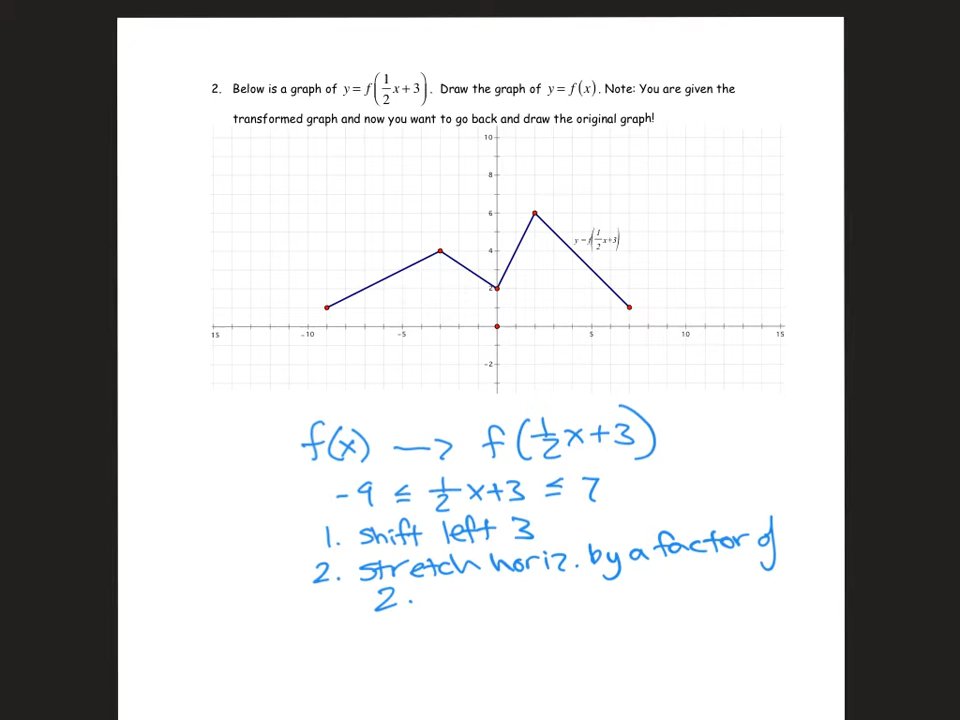 2. Below is a graph of y = f(1/2 x + 3). Draw the graph of y = f(x). Note: You are given the
transformed graph and now you want to go back and draw the original graph!
10
8
6
y = f(1/2 x+3)
4
2
15 -10 -5 5 10 15
-2
f(x) → f(1/2 x+3)
-9 ≤ 1/2 x+3 ≤ 7
1. shift left 3
2. stretch horiz. by a factor of
2.